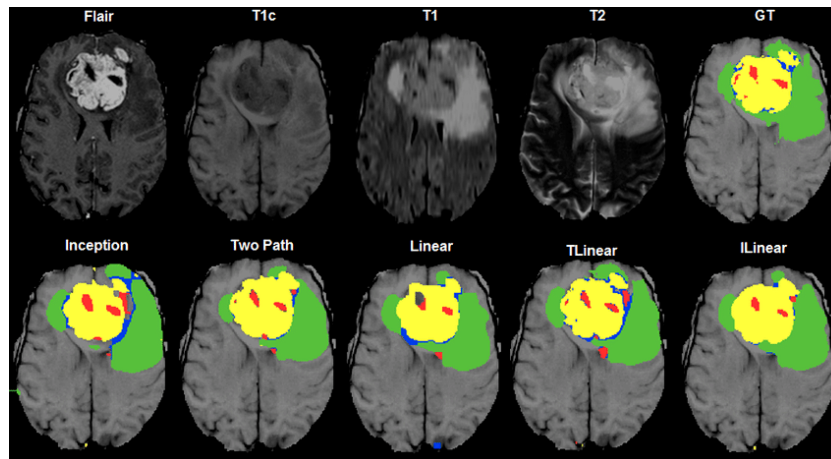 Flair T1c T1 T2 GT
Inception Two Path Linear TLinear ILinear